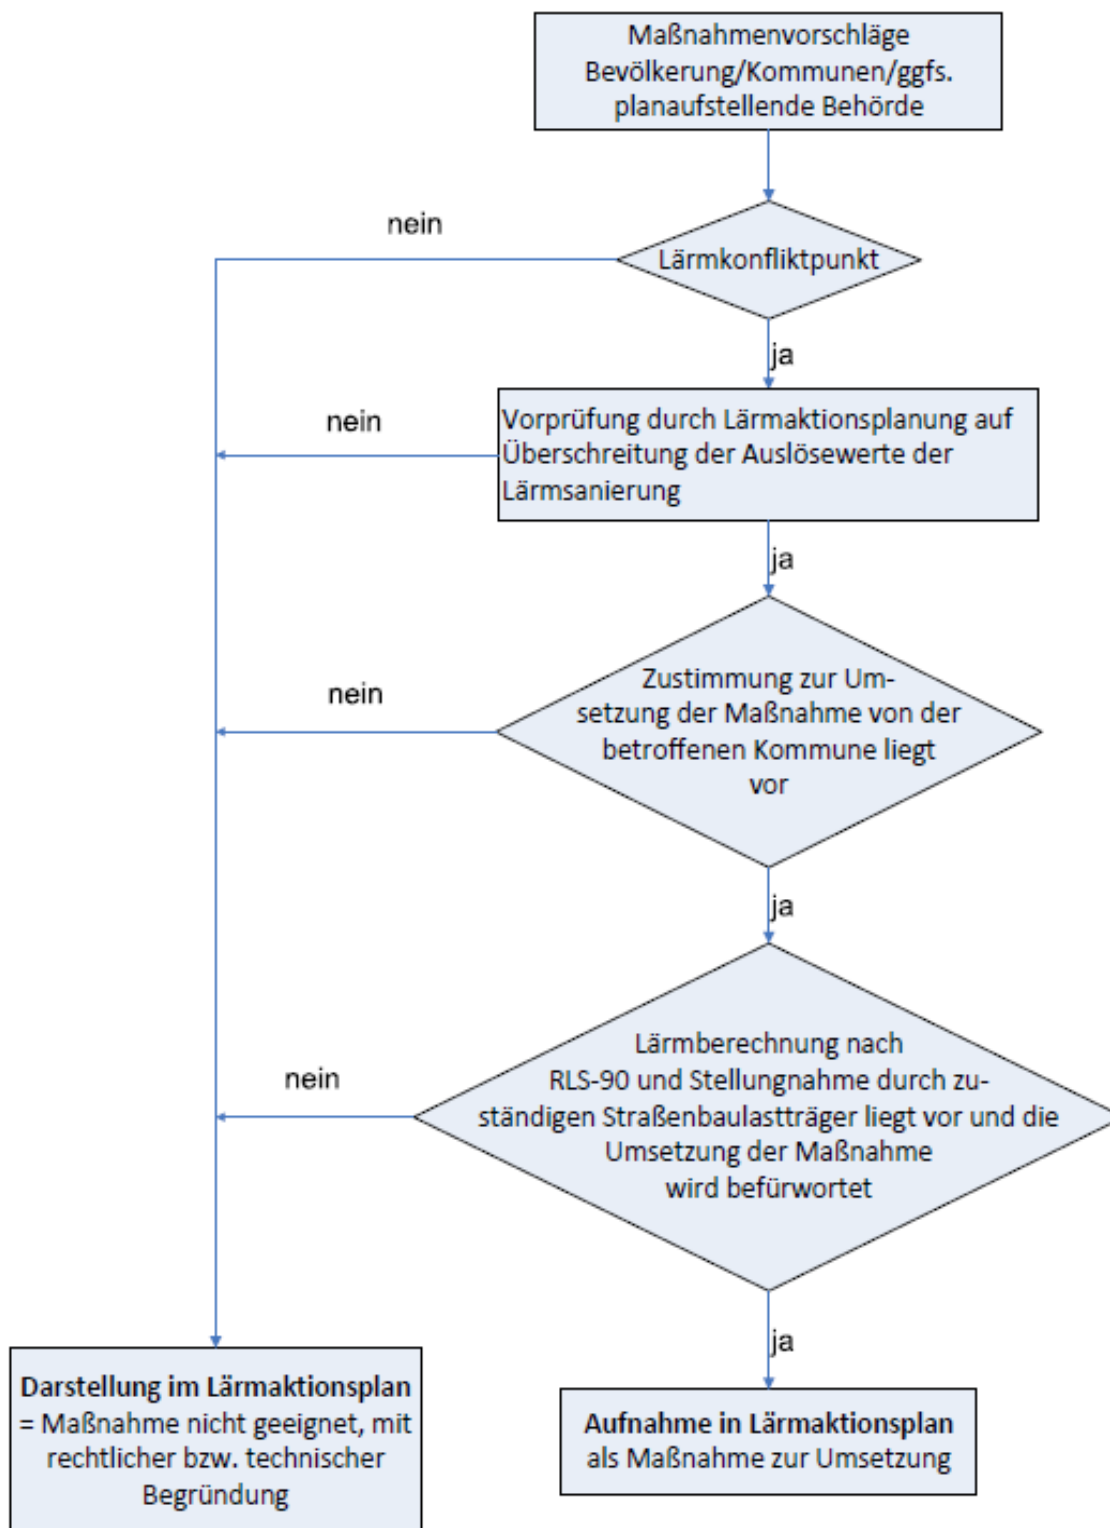 Maßnahmenvorschläge
Bevölkerung/Kommunen/ggfs.
planaufstellende Behörde
nein
Lärmkonfliktpunkt
ja
nein
Vorprüfung durch Lärmaktionsplanung auf
Überschreitung der Auslösewerte der
Lärmsanierung
ja
nein
Zustimmung zur Um-
setzung der Maßnahme von der
betroffenen Kommune liegt
vor
ja
nein
Lärmberechnung nach
RLS-90 und Stellungnahme durch zu-
ständigen Straßenbaulastträger liegt vor und die
Umsetzung der Maßnahme
wird befürwortet
ja
Darstellung im Lärmaktionsplan
= Maßnahme nicht geeignet, mit
rechtlicher bzw. technischer
Begründung
Aufnahme in Lärmaktionsplan
als Maßnahme zur Umsetzung